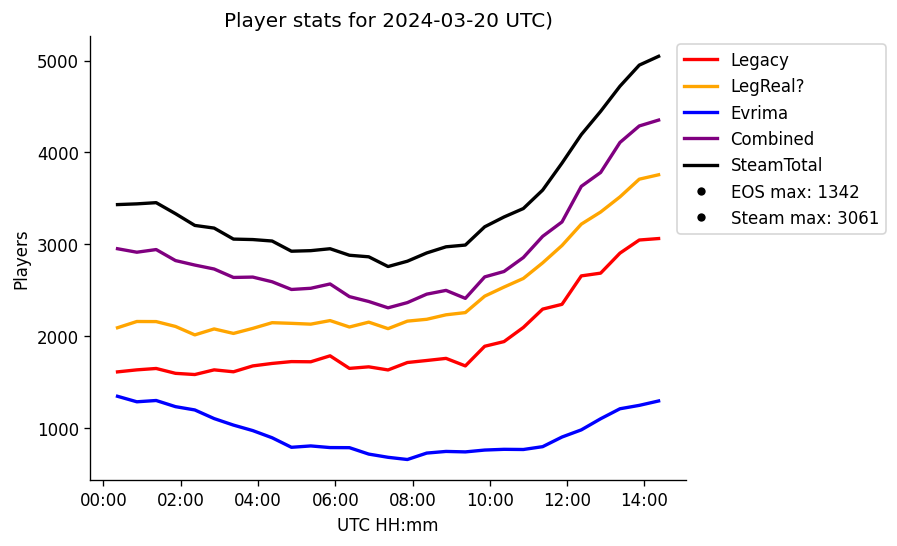 Player stats for 2024-03-20 UTC)
Legacy
LegReal?
Evrima
Combined
SteamTotal
EOS max: 1342
Steam max: 3061
Players
5000
4000
3000
2000
1000
00:00 02:00 04:00 06:00 08:00 10:00 12:00 14:00
UTC HH:mm